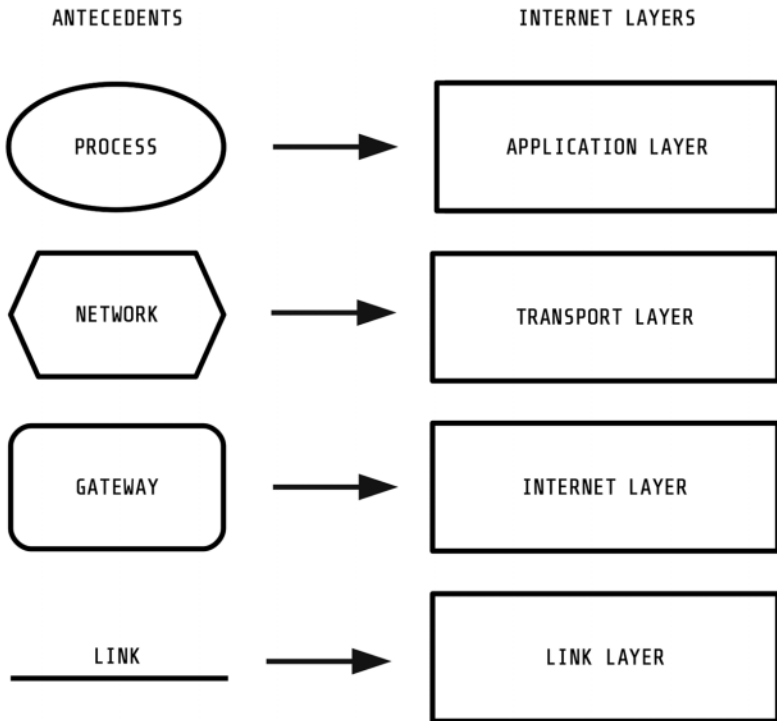 ANTECEDENTS INTERNET LAYERS
PROCESS APPLICATION LAYER
NETWORK TRANSPORT LAYER
GATEWAY INTERNET LAYER
LINK LINK LAYER